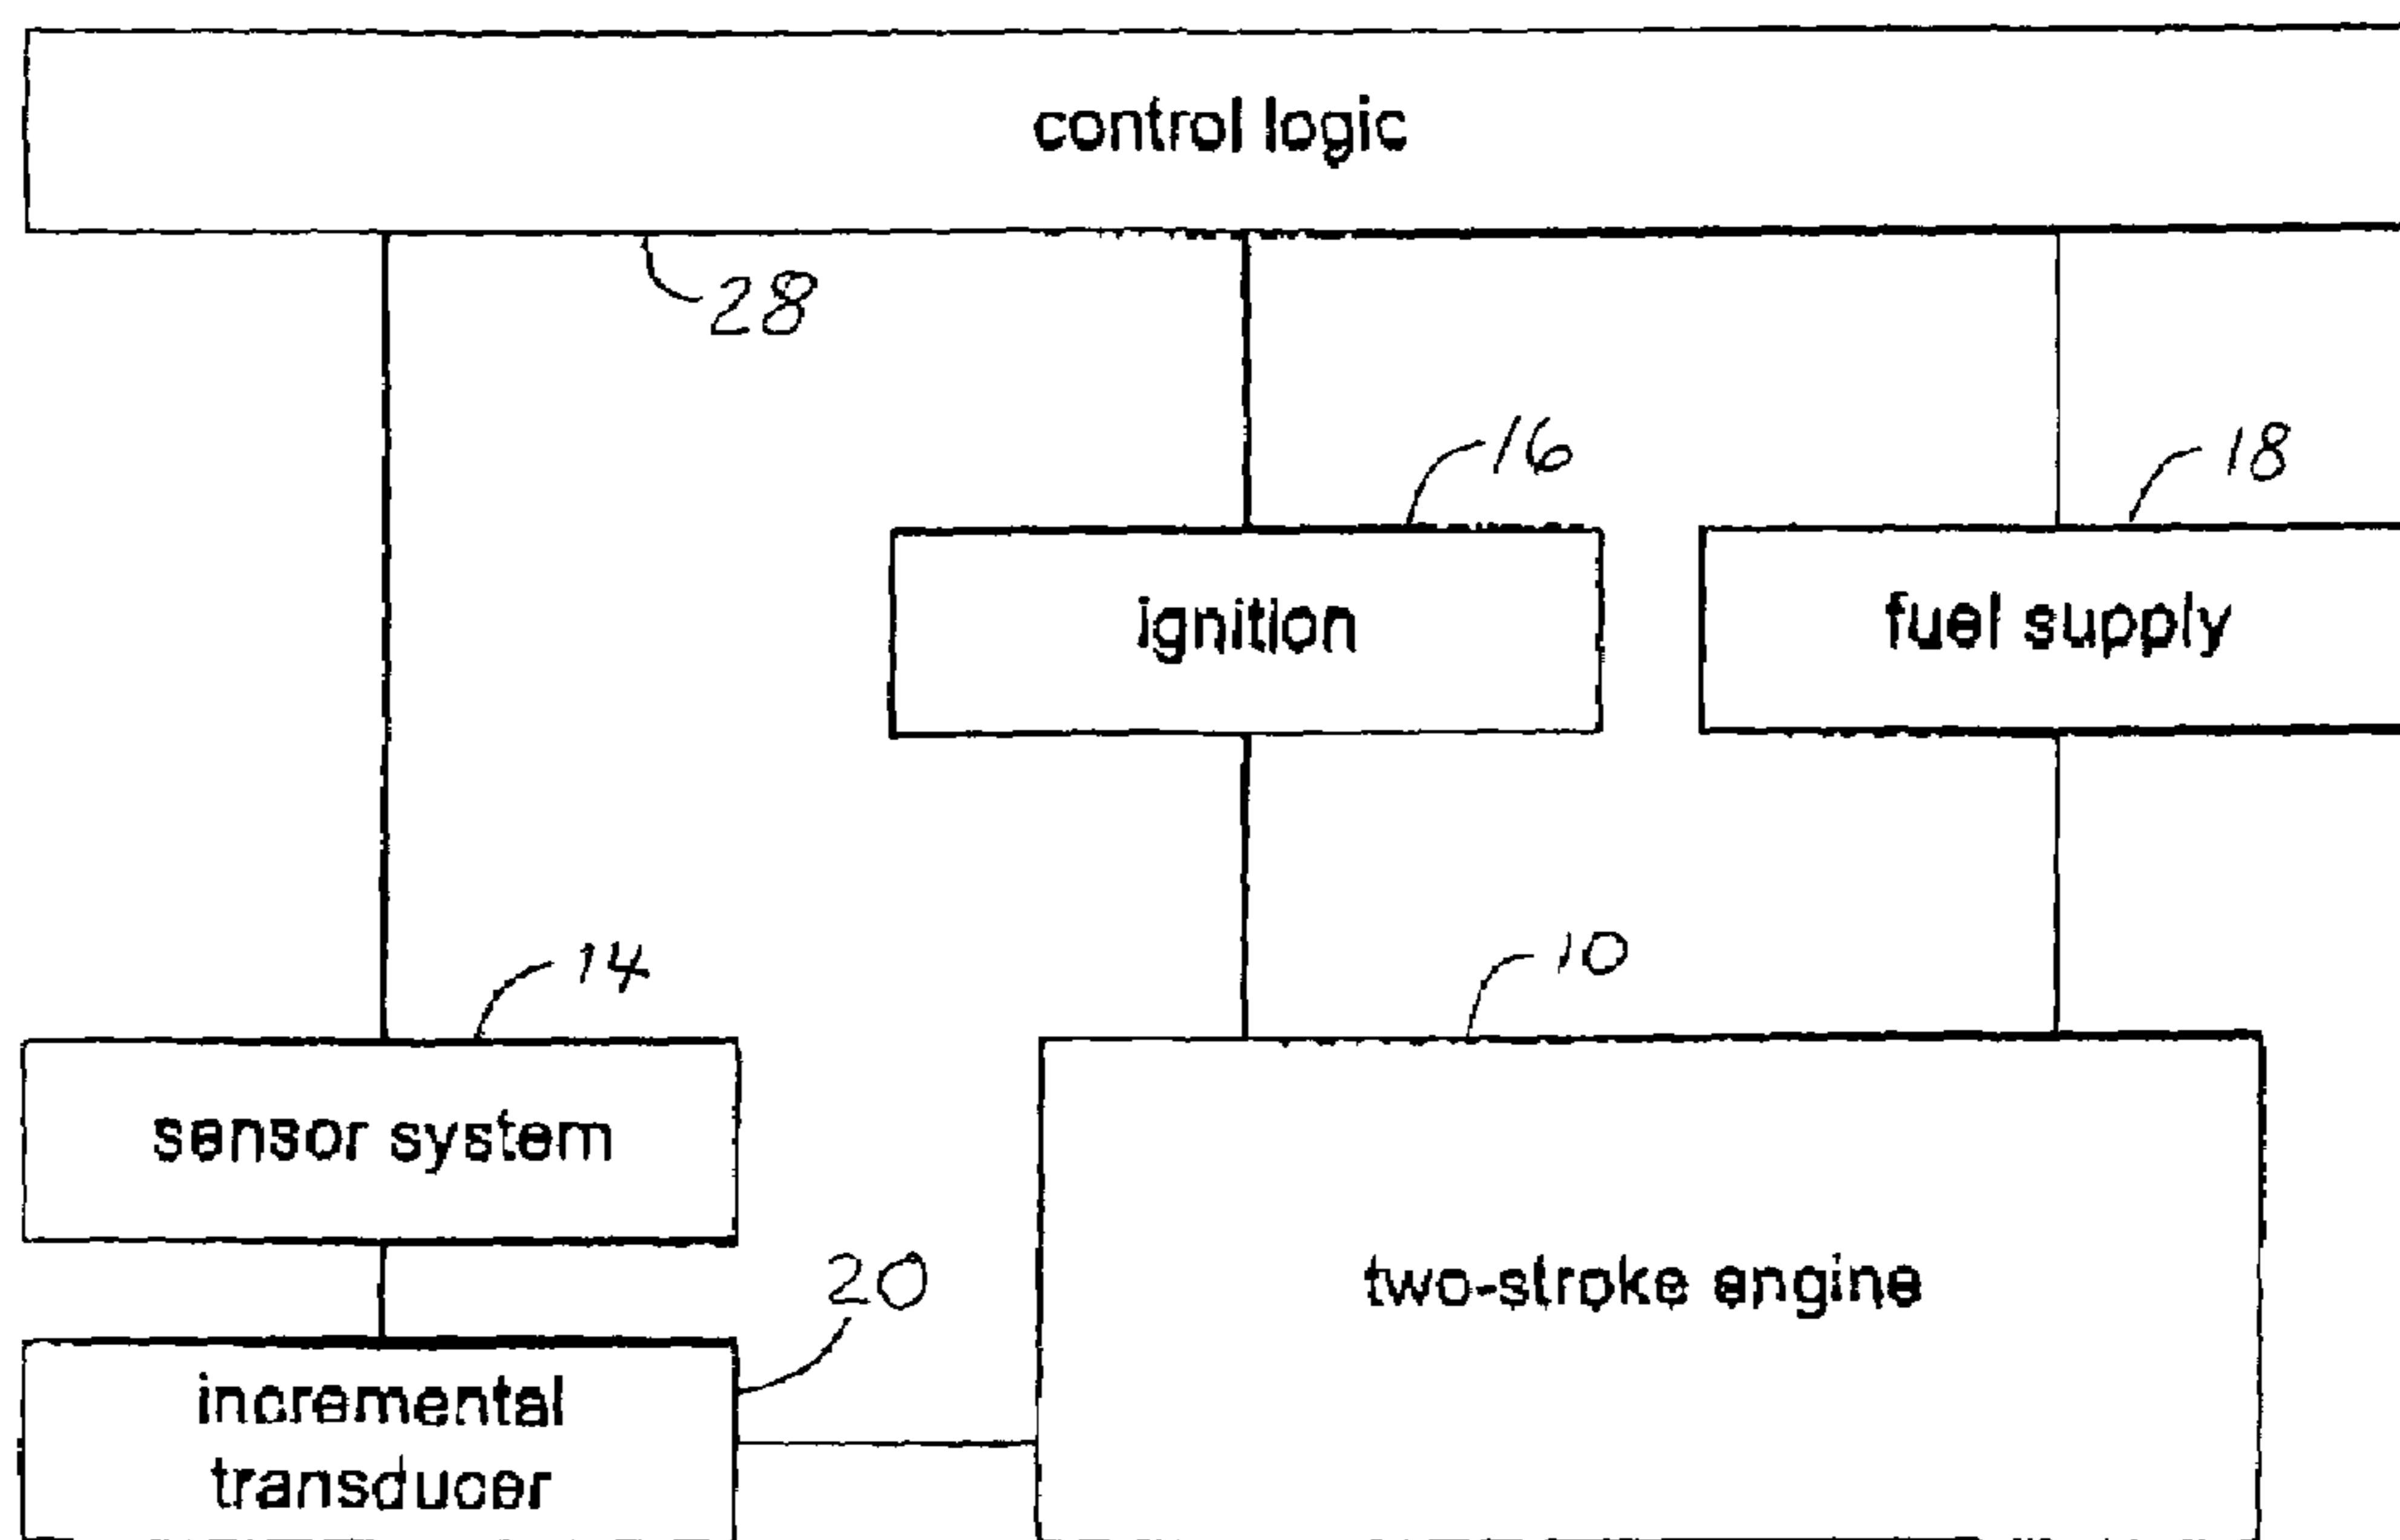 control logic
28
16
18
ignition
fuel supply
14
10
sensor system
20
two-stroke engine
incremental
transducer